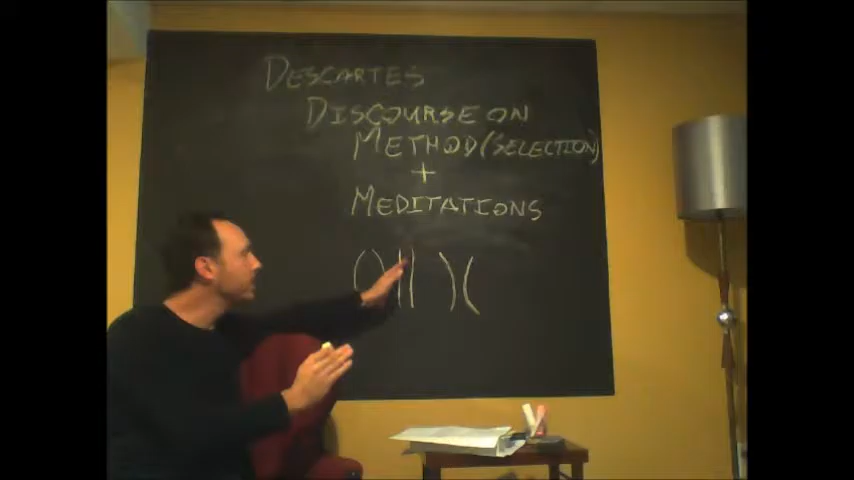 DESCARTES
DISCOURSE ON
METHOD (SELECTION)
+
MEDITATIONS
() || )(